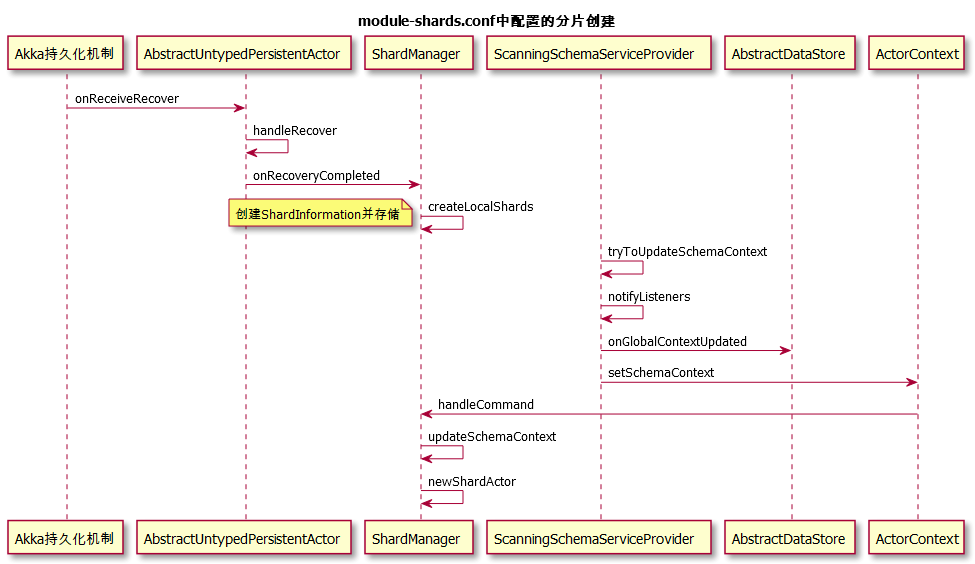 module-shards.conf中配置的分片创建
Akka持久化机制
AbstractUntypedPersistentActor
ShardManager
ScanningSchemaServiceProvider
AbstractDataStore
ActorContext
onReceiveRecover
handleRecover
onRecoveryCompleted
创建ShardInformation并存储
createLocalShards
tryToUpdateSchemaContext
notifyListeners
onGlobalContextUpdated
setSchemaContext
handleCommand
updateSchemaContext
newShardActor
Akka持久化机制
AbstractUntypedPersistentActor
ShardManager
ScanningSchemaServiceProvider
AbstractDataStore
ActorContext